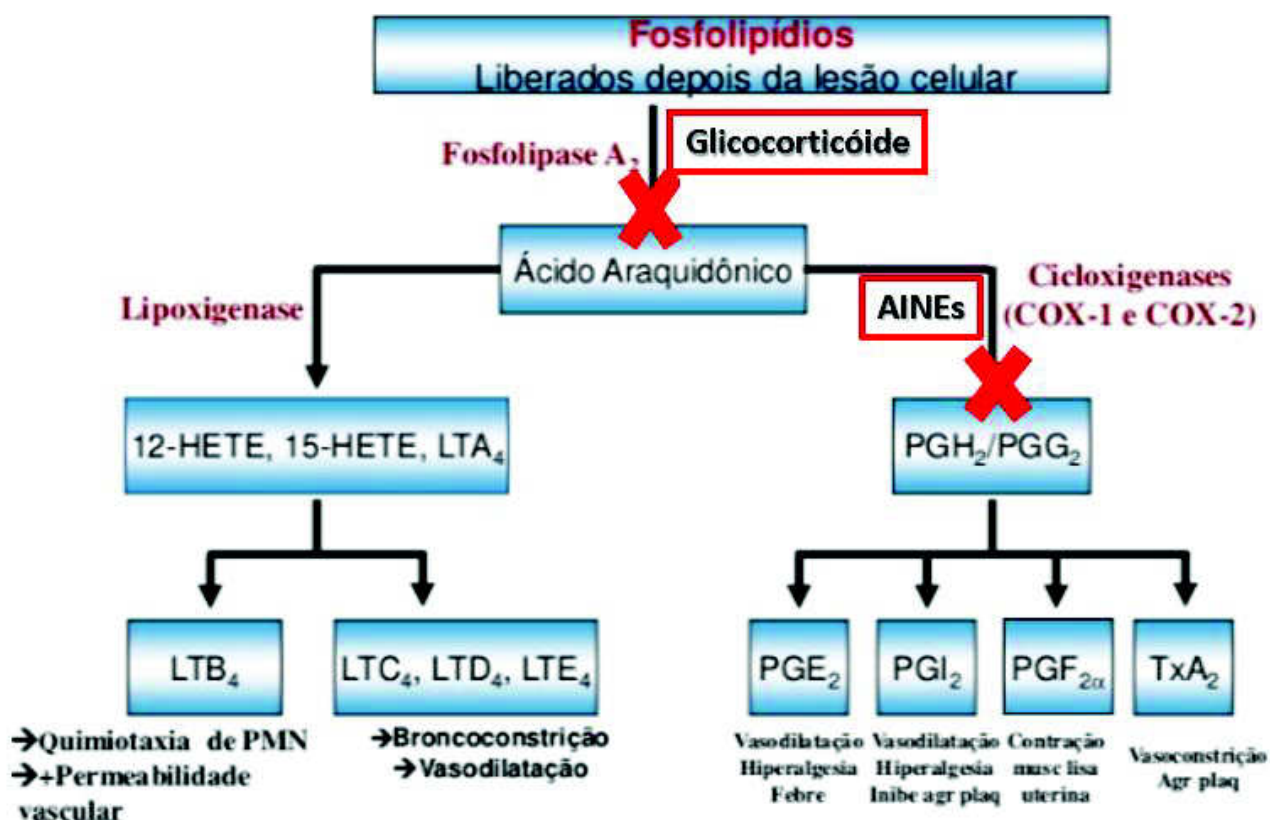 Fosfolipídios
Liberados depois da lesão celular
Fosfolipase A₂
Glicocorticóide
Ácido Araquidônico
Lipoxigenase
AINEs
Cicloxigenases
(COX-1 e COX-2)
12-HETE, 15-HETE, LTA₄
PGH₂/PGG₂
LTB₄
LTC₄, LTD₄, LTE₄
PGE₂
PGI₂
PGF₂α
TxA₂
→Quimiotaxia de PMN
→+Permeabilidade
vascular
→Broncoconstrição
→Vasodilatação
Vasodilatação
Hiperalgesia
Febre
Vasodilatação
Hiperalgesia
Inibe agr plaq
Contração
musc lisa
uterina
Vasoconstrição
Agr plaq